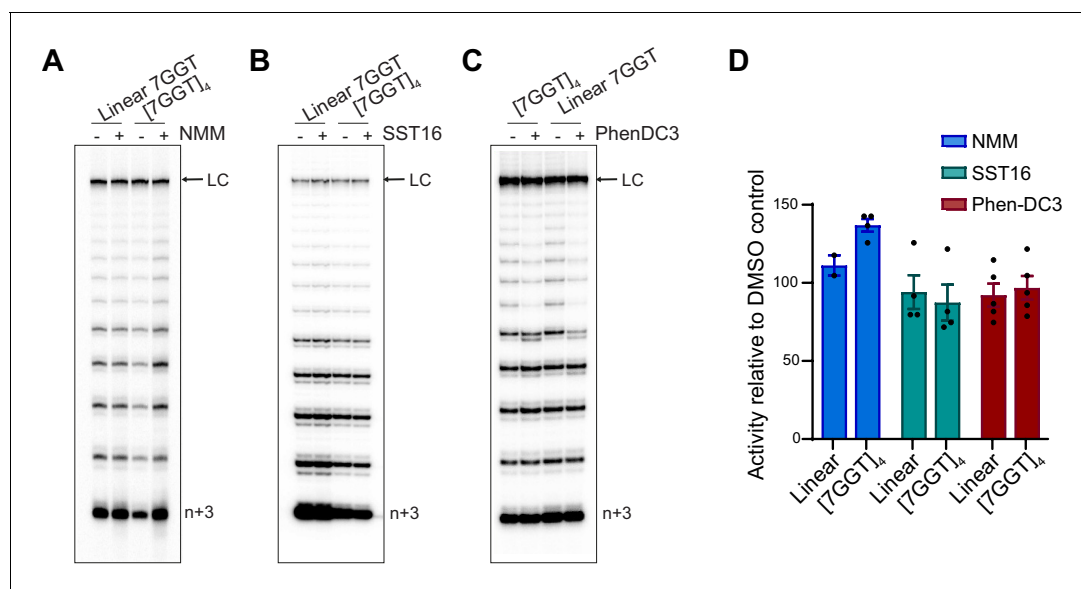 A
Linear 7GGT
[7GGT]4
- + - + NMM
LC
n+3
B
Linear 7GGT
[7GGT]4
- + - + SST16
LC
n+3
C
[7GGT]4
Linear 7GGT
- + - + PhenDC3
LC
n+3
D
NMM
SST16
Phen-DC3
Activity relative to DMSO control
150
100
50
0
Linear
[7GGT]4
Linear
[7GGT]4
Linear
[7GGT]4